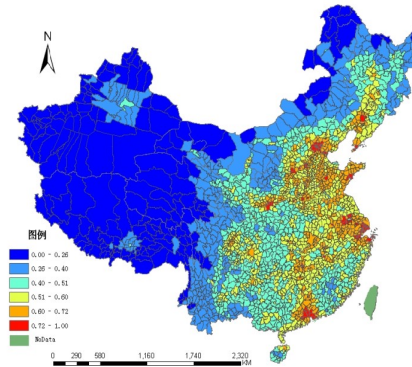 N
图例
0.00 - 0.26
0.26 - 0.40
0.40 - 0.51
0.51 - 0.60
0.60 - 0.72
0.72 - 1.00
NoData
0 290 580 1,160 1,740 2,320
KM